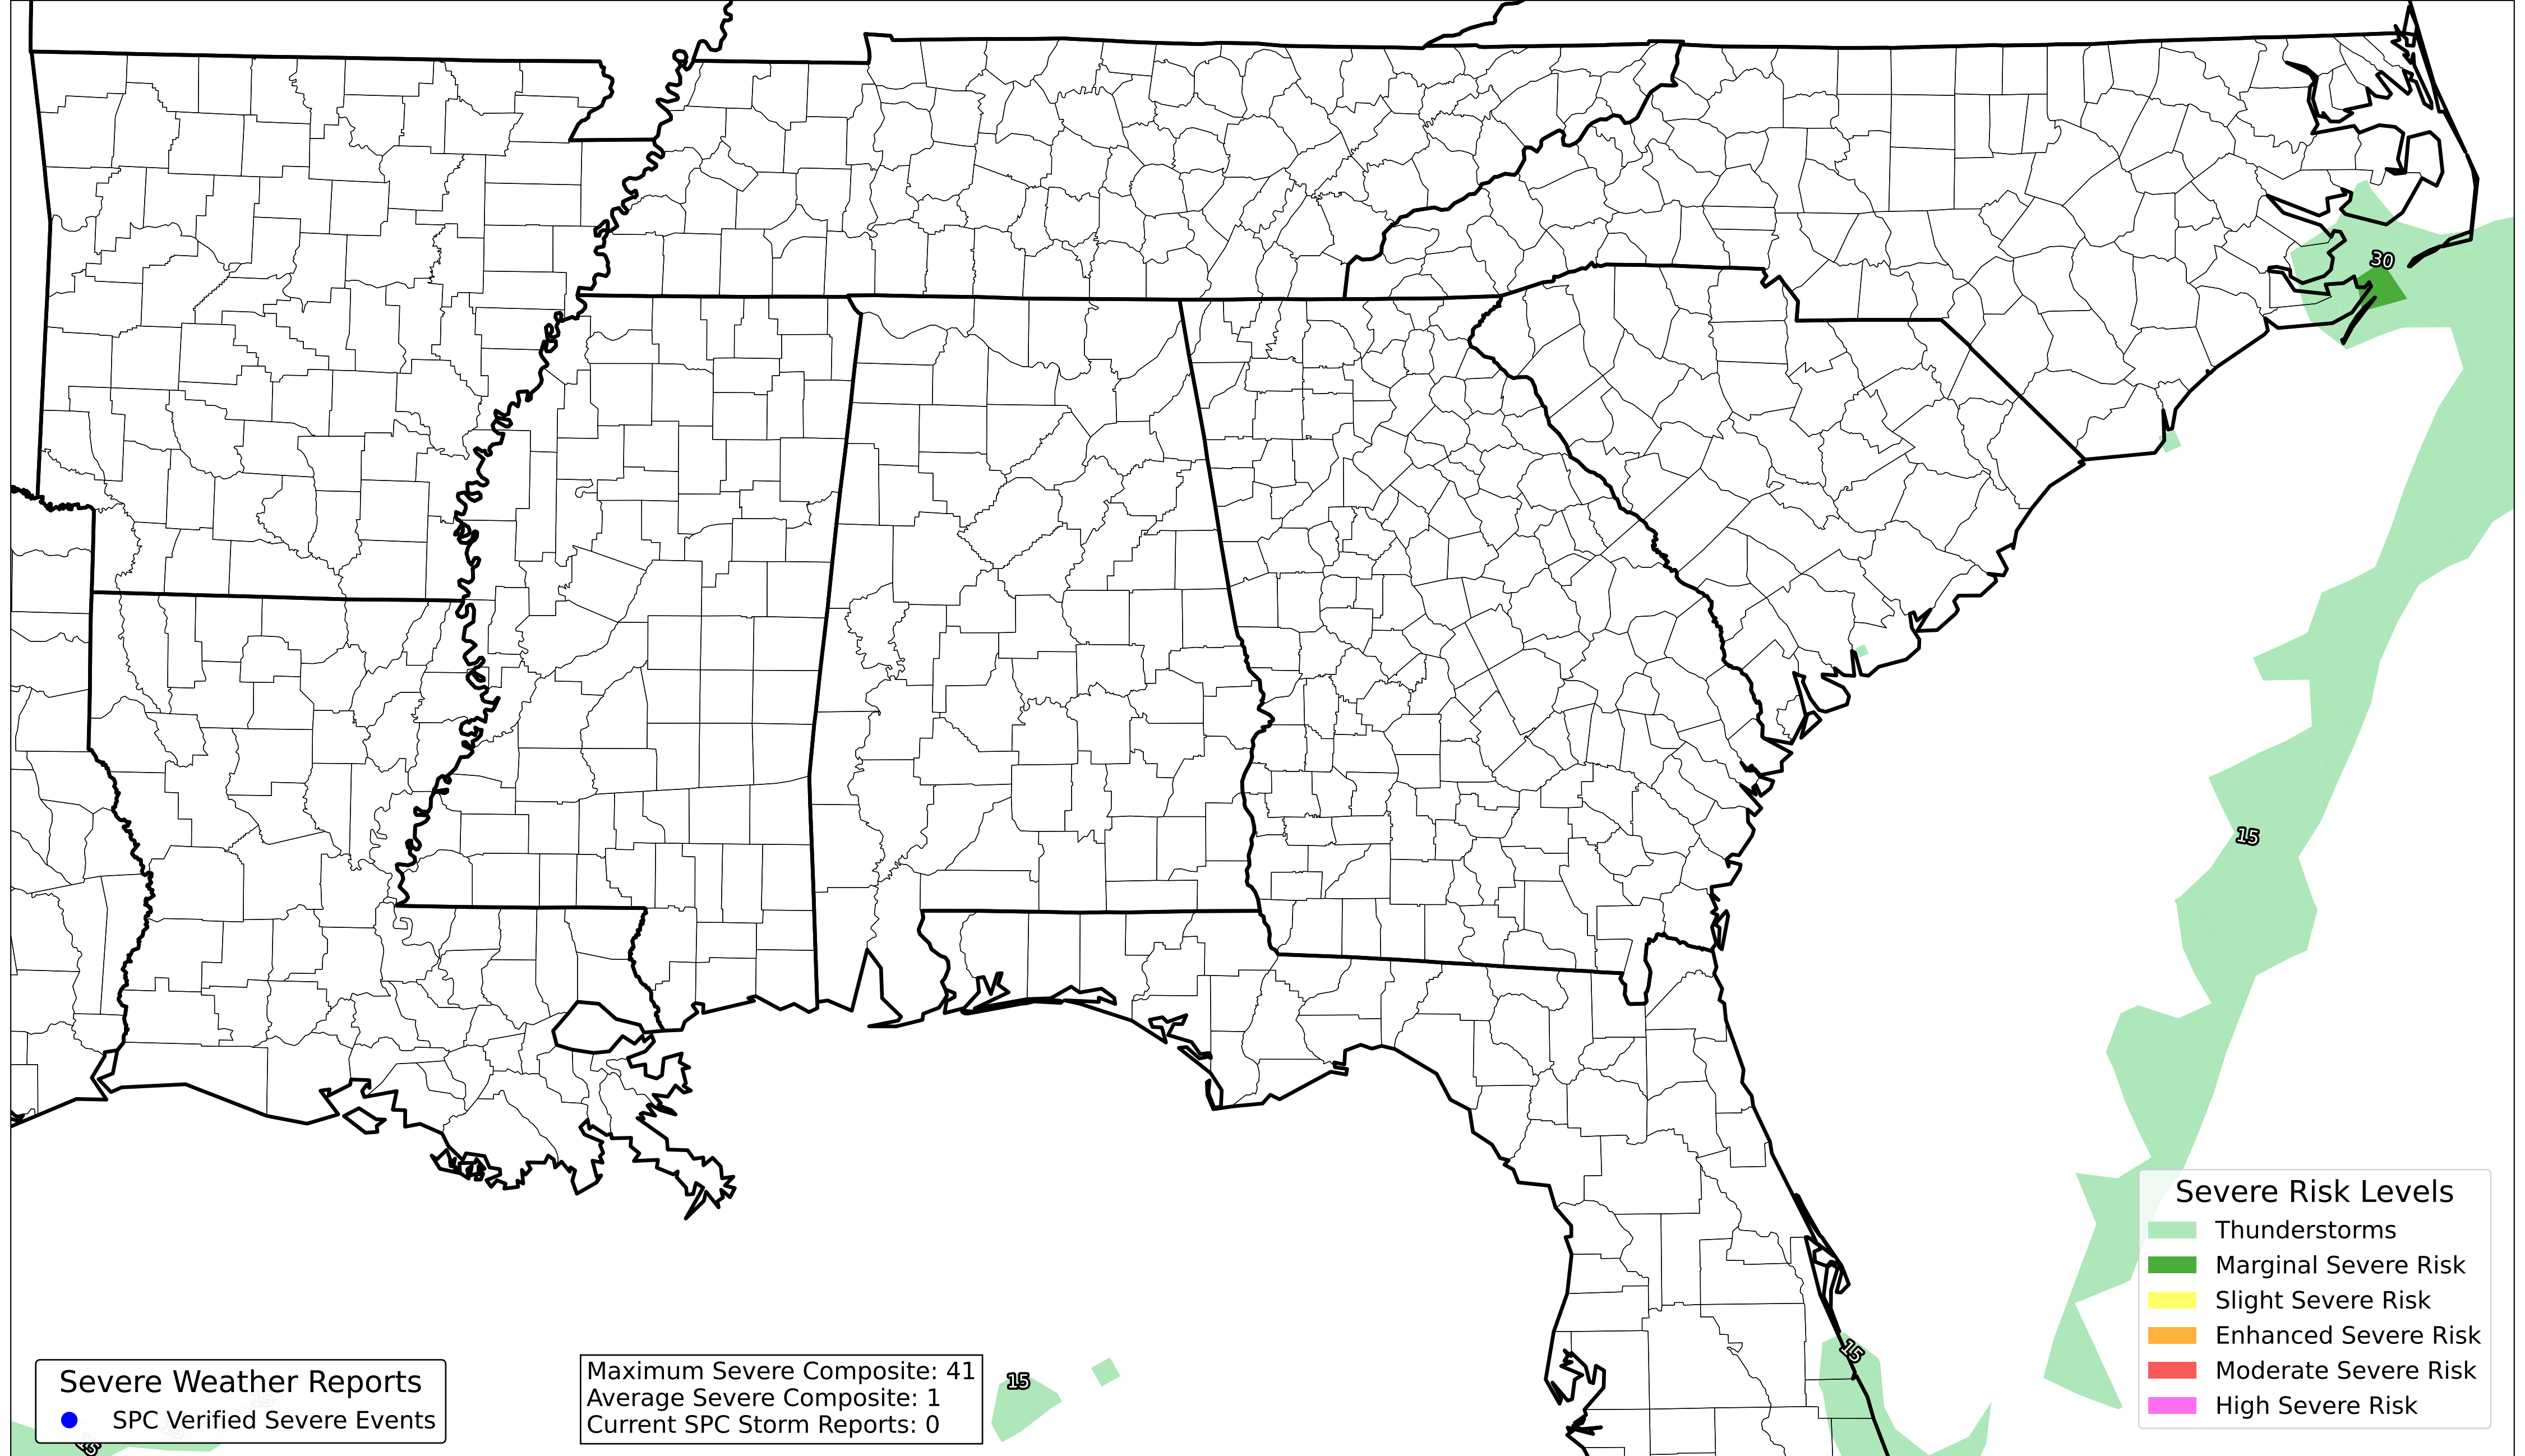 30
15
15
15
15
Severe Risk Levels
Thunderstorms
Marginal Severe Risk
Slight Severe Risk
Enhanced Severe Risk
Moderate Severe Risk
High Severe Risk
Severe Weather Reports
SPC Verified Severe Events
Maximum Severe Composite: 41
Average Severe Composite: 1
Current SPC Storm Reports: 0